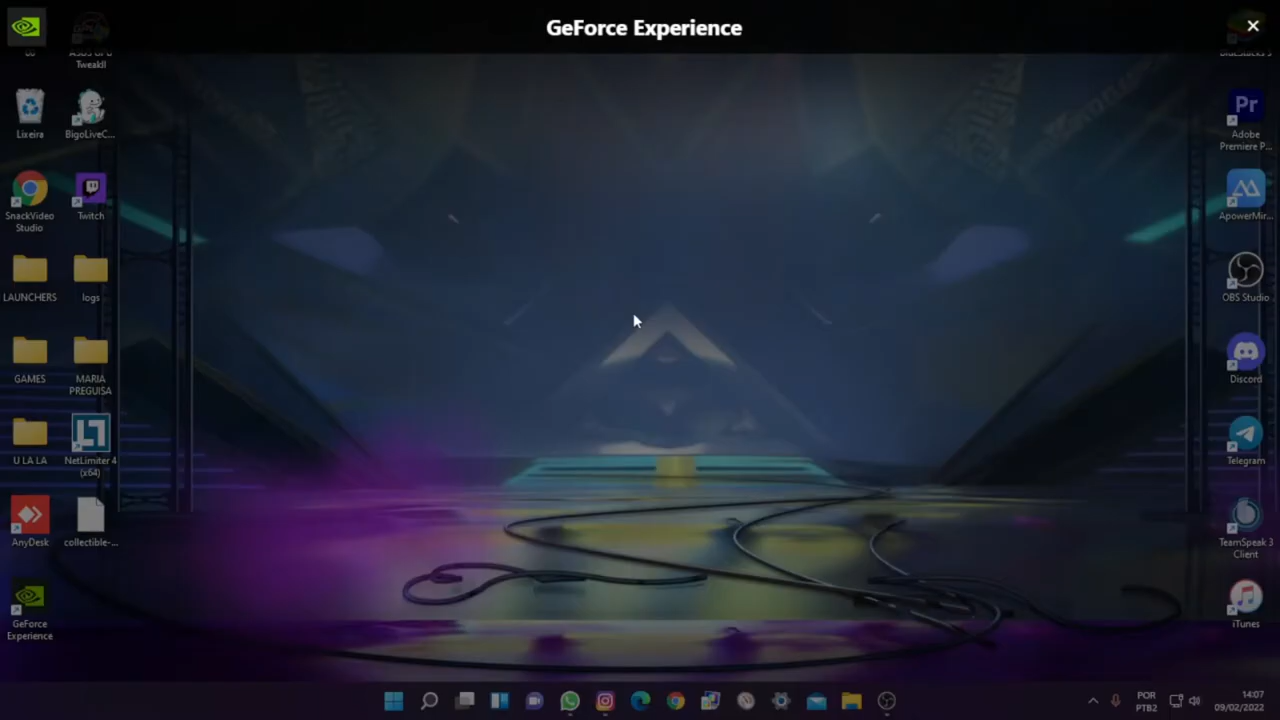 GeForce Experience
Tweakll
Lixeira
BigoLiveC...
SnackVideo
Studio
Twitch
LAUNCHERS
logs
GAMES
MARIA
PREGUISA
U LA LA
NetLimiter 4
(x64)
AnyDesk
collectible-...
GeForce
Experience
Pr
Adobe
Premiere P...
ApowerMir...
OBS Studio
Discord
Telegram
TeamSpeak 3
Client
iTunes
POR
PTB2
14:07
09/02/2022